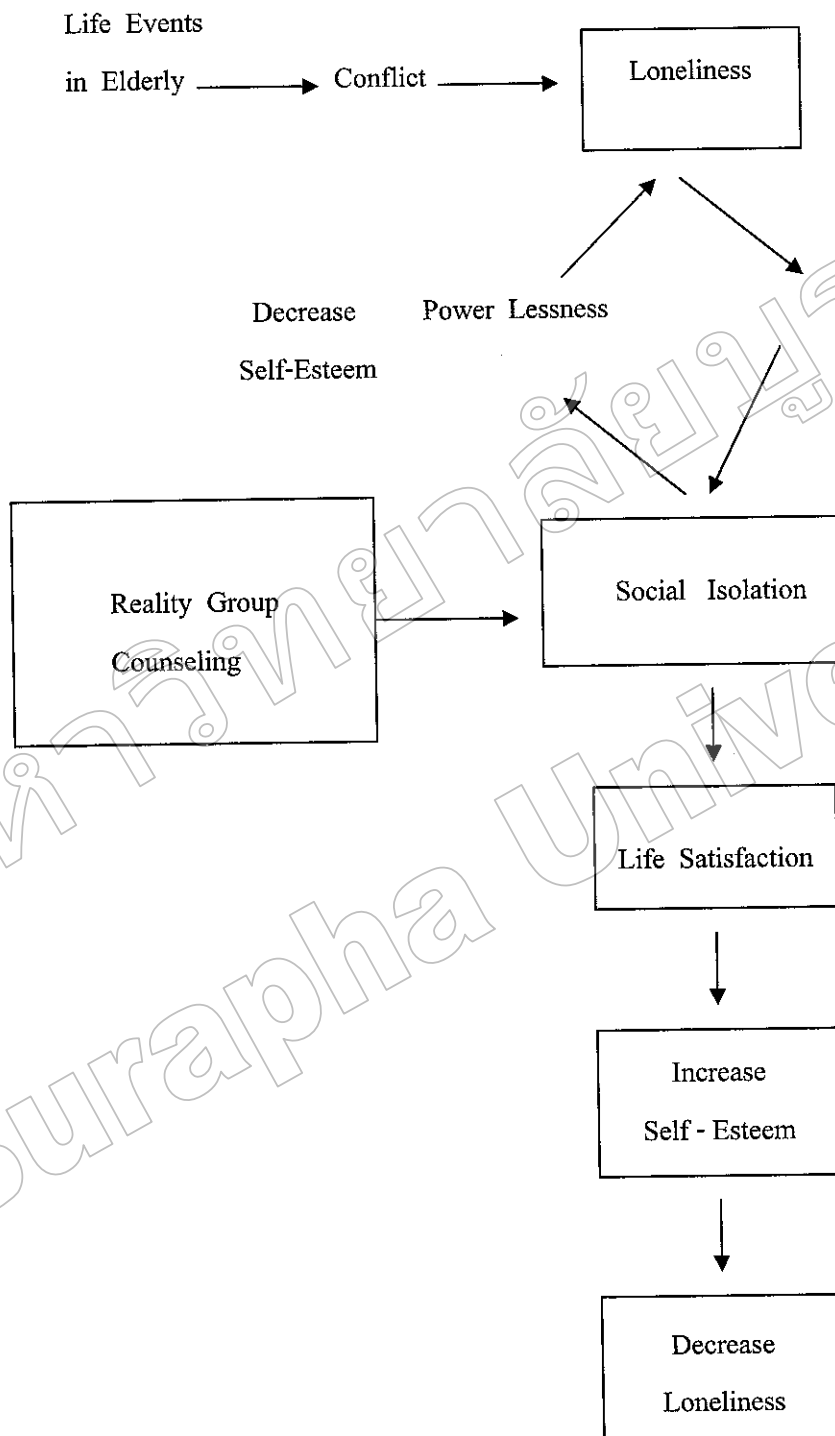 Life Events
in Elderly
Conflict
Loneliness
Decrease
Power Lessness
Self-Esteem
Reality Group
Counseling
Social Isolation
Life Satisfaction
Increase
Self - Esteem
Decrease
Loneliness
Burapha